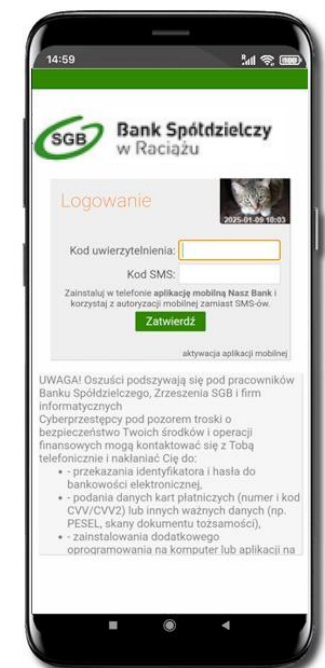 14:59
SGB
Bank Spółdzielczy
w Raciążu
Logowanie
2025-01-09 10:03
Kod uwierzytelnienia:
Kod SMS:
Zainstaluj w telefonie aplikację mobilną Nasz Bank i
korzystaj z autoryzacji mobilnej zamiast SMS-ów.
Zatwierdź
aktywacja aplikacji mobilnej
UWAGA! Oszuści podszywają się pod pracowników
Banku Spółdzielczego, Zrzeszenia SGB i firm
informatycznych
Cyberprzestępcy pod pozorem troski o
bezpieczeństwo Twoich środków i operacji
finansowych mogą kontaktować się z Tobą
telefonicznie i nakłaniać Cię do:
• - przekazania identyfikatora i hasła do
bankowości elektronicznej,
• - podania danych kart płatniczych (numer i kod
CVV/CVV2) lub innych ważnych danych (np.
PESEL, skany dokumentu tożsamości),
• - zainstalowania dodatkowego
oprogramowania na komputer lub aplikacji na